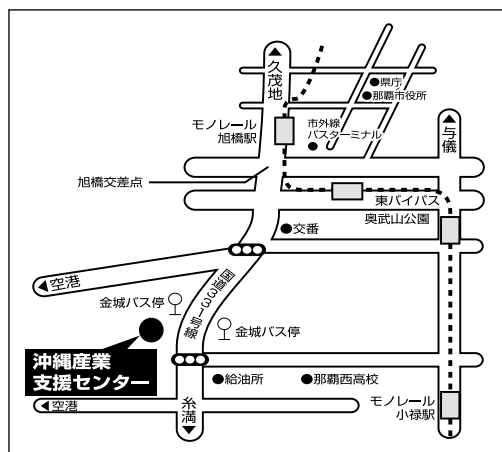 久茂地
県庁
那覇市役所
モノレール
旭橋駅
市外線
バスターミナル
与儀
旭橋交差点
東バイパス
奥武山公園
交番
空港
国道331号線
金城バス停
金城バス停
沖縄産業
支援センター
給油所
那覇西高校
モノレール
小禄駅
空港
糸満